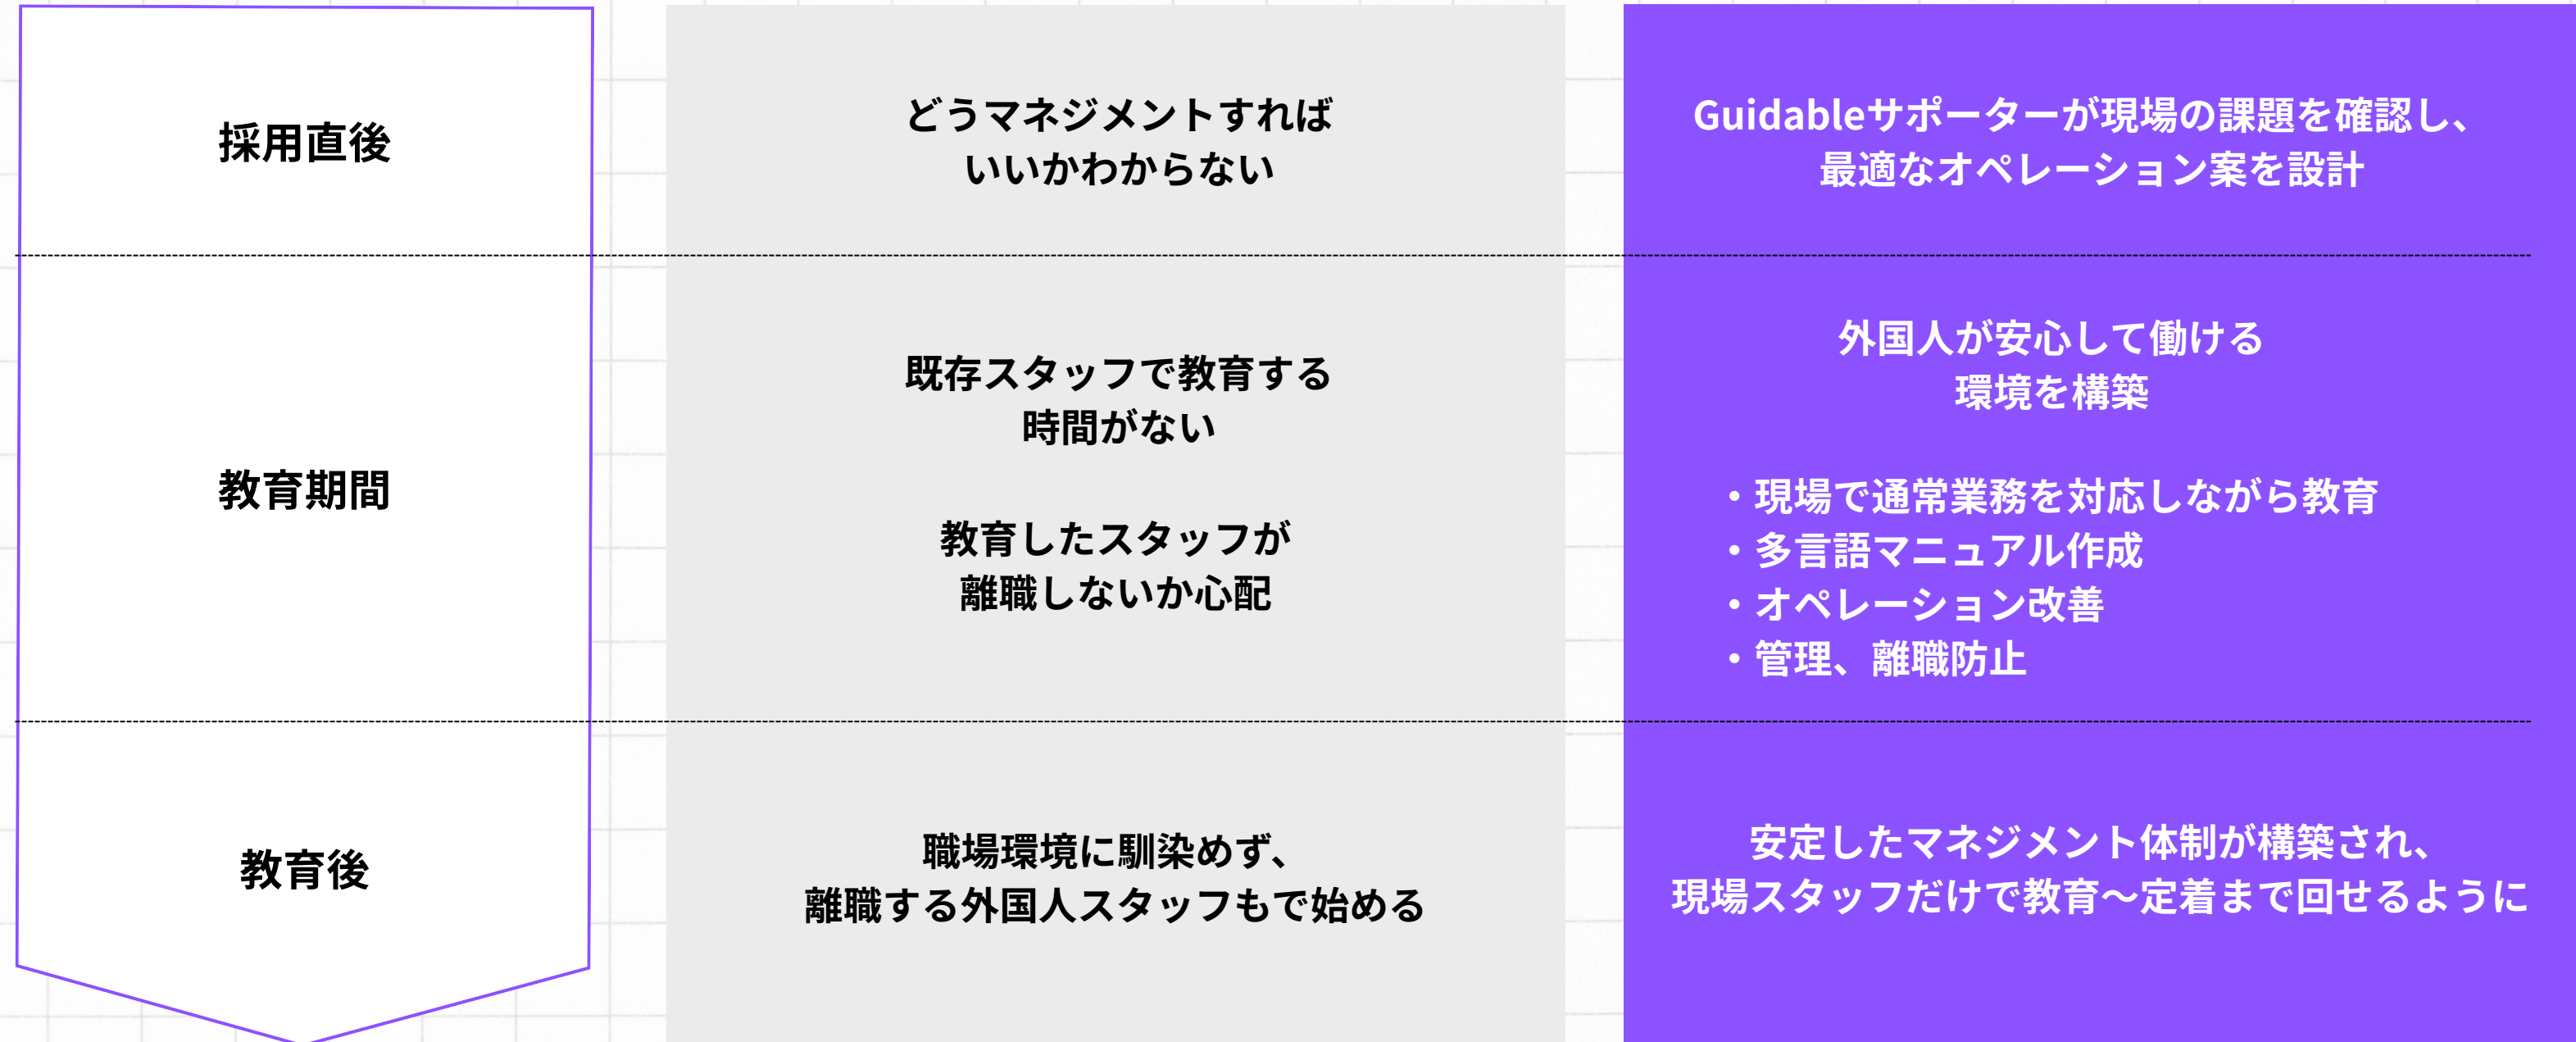 採用直後
どうマネジメントすれば
いいかわからない
Guidableサポーターが現場の課題を確認し、
最適なオペレーション案を設計
教育期間
既存スタッフで教育する
時間がない
教育したスタッフが
離職しないか心配
外国人が安心して働ける
環境を構築
・現場で通常業務を対応しながら教育
・多言語マニュアル作成
・オペレーション改善
・管理、離職防止
教育後
職場環境に馴染めず、
離職する外国人スタッフもで始める
安定したマネジメント体制が構築され、
現場スタッフだけで教育〜定着まで回せるように